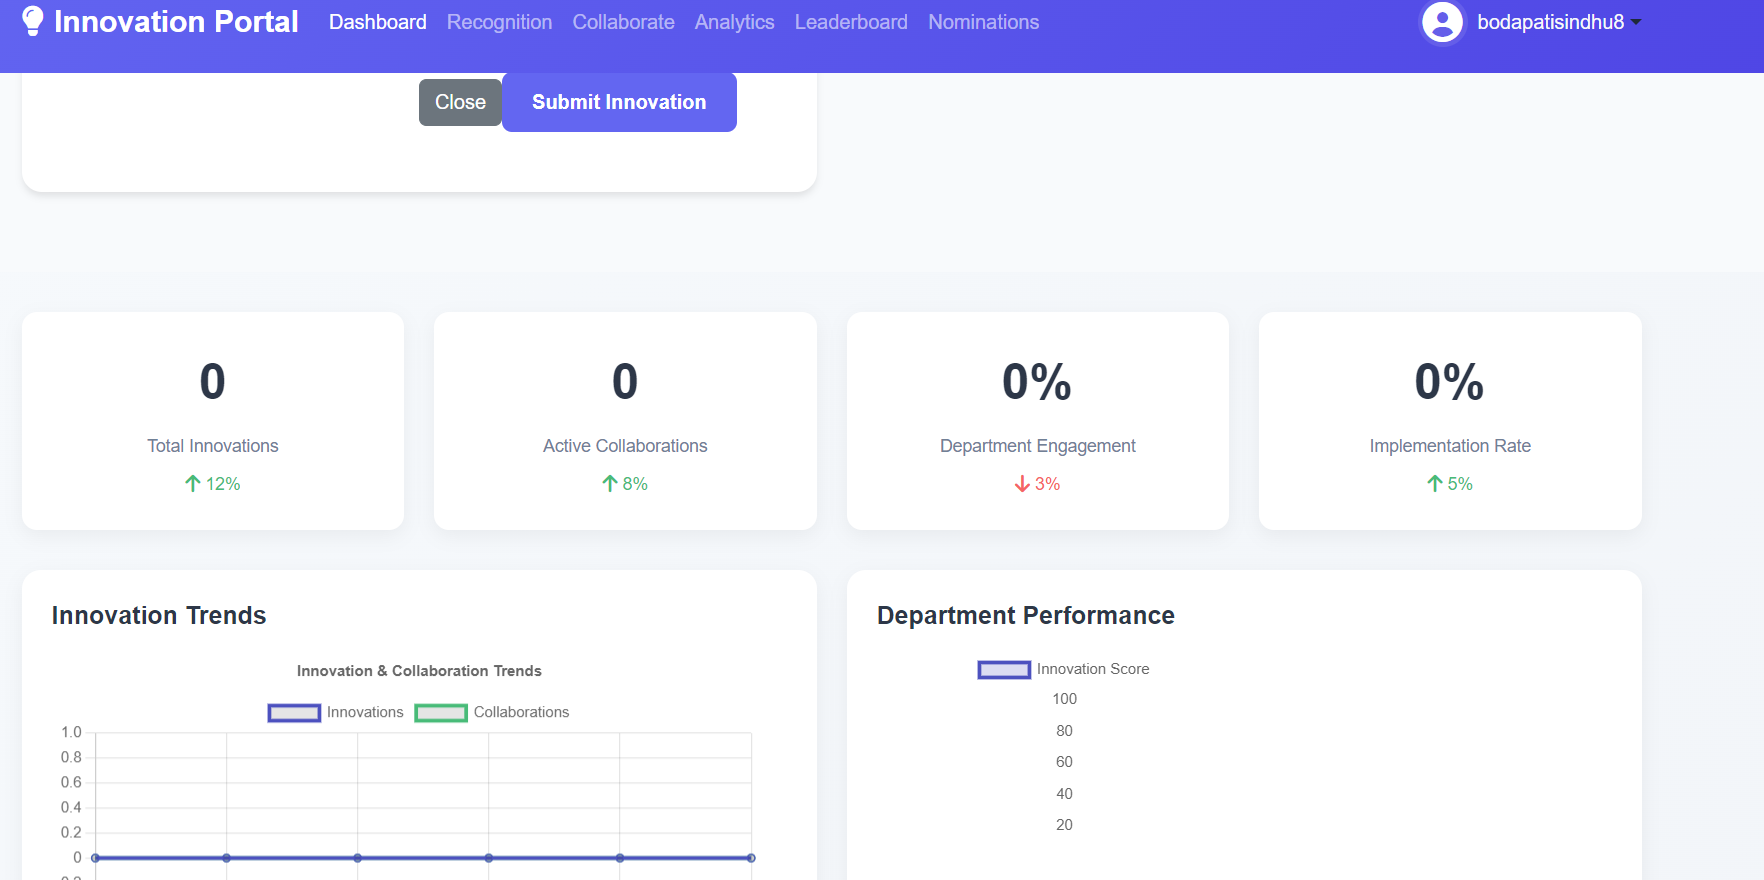 Innovation Portal Dashboard Recognition Collaborate Analytics Leaderboard Nominations bodapatisindhu8
Close Submit Innovation
0 0 0% 0%
Total Innovations Active Collaborations Department Engagement Implementation Rate
12% 8% 3% 5%
Innovation Trends
Innovation & Collaboration Trends
Innovations Collaborations
1.0
0.8
0.6
0.4
0.2
0
Department Performance
Innovation Score
100
80
60
40
20